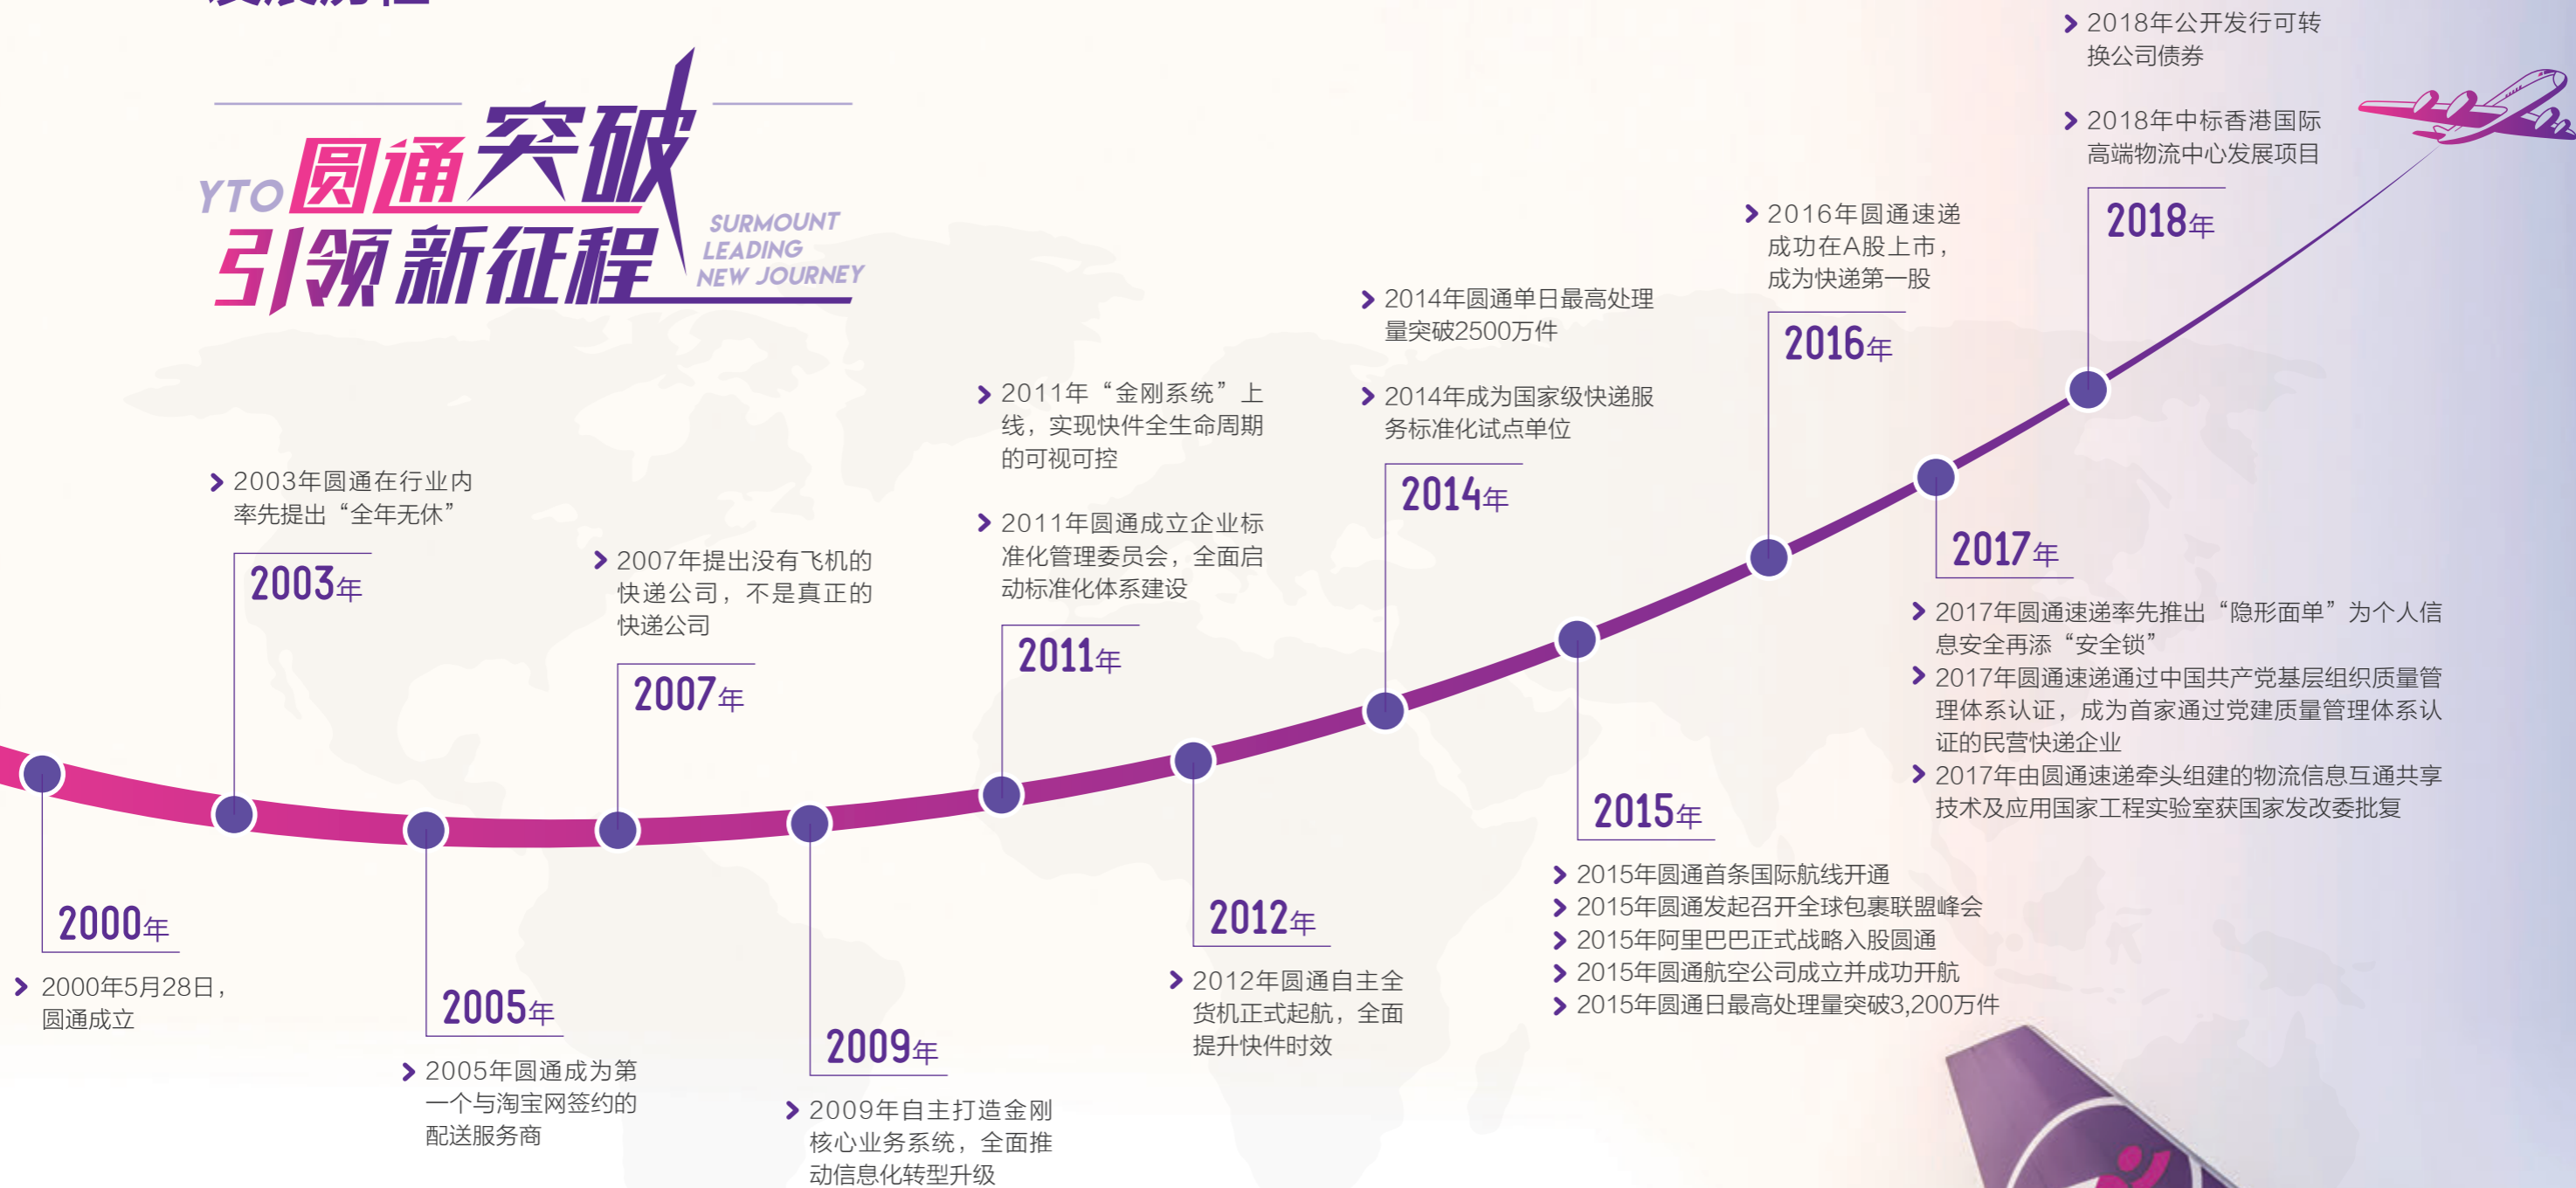 发展历程
YTO 圆通突破
引领新征程
SURMOUNT
LEADING
NEW JOURNEY
2000年
2000年5月28日，
圆通成立
2003年圆通在行业内
率先提出“全年无休”
2003年
2005年
2005年圆通成为第
一个与淘宝网签约的
配送服务商
2007年提出没有飞机的
快递公司，不是真正的
快递公司
2007年
2009年
2009年自主打造金刚
核心业务系统，全面推
动信息化转型升级
2011年“金刚系统”上
线，实现快件全生命周期
的可视可控
2011年圆通成立企业标
准化管理委员会，全面启
动标准化体系建设
2011年
2012年
2012年圆通自主全
货机正式起航，全面
提升快件时效
2014年圆通单日最高处理
量突破2500万件
2014年成为国家级快递服
务标准化试点单位
2014年
2015年
2015年圆通首条国际航线开通
2015年圆通发起召开全球包裹联盟峰会
2015年阿里巴巴正式战略入股圆通
2015年圆通航空公司成立并成功开航
2015年圆通日最高处理量突破3,200万件
2016年圆通速递
成功在A股上市，
成为快递第一股
2016年
2017年
2017年圆通速递率先推出“隐形面单”为个人信
息安全再添“安全锁”
2017年圆通速递通过中国共产党基层组织质量管
理体系认证，成为首家通过党建质量管理体系认
证的民营快递企业
2017年由圆通速递牵头组建的物流信息互通共享
技术及应用国家工程实验室获国家发改委批复
2018年公开发行可转
换公司债券
2018年中标香港国际
高端物流中心发展项目
2018年